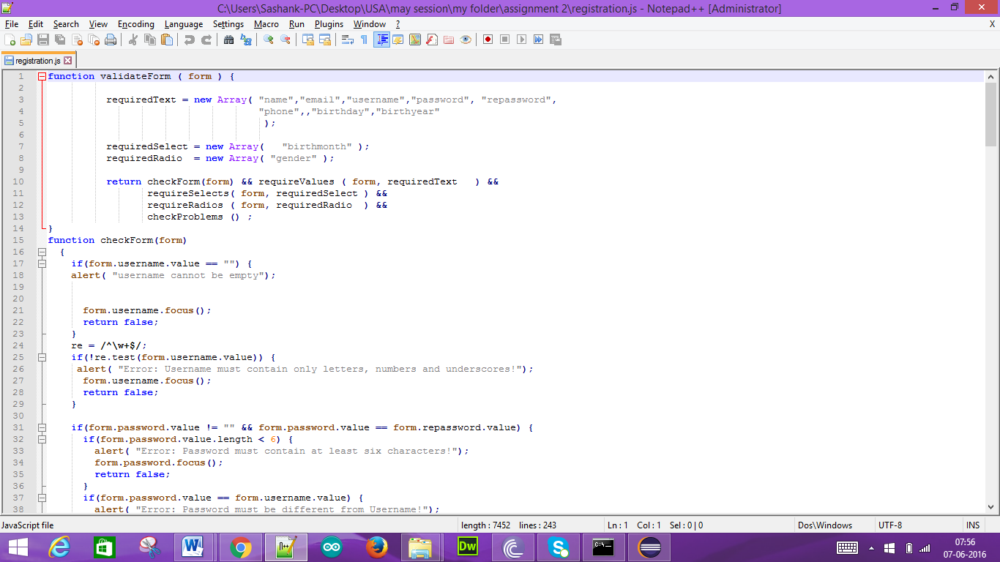 C:\Users\Sashank-PC\Desktop\USA\may session\my folder\assignment 2\registration.js - Notepad++ [Administrator]
File Edit Search View Encoding Language Settings Macro Run Plugins Window ? X
registration.js
1 function validateForm ( form ) {
2
3 requiredText = new Array( "name","email","username","password", "repassword",
4 "phone",,"birthday","birthyear"
5 );
6
7 requiredSelect = new Array( "birthmonth" );
8 requiredRadio = new Array( "gender" );
9
10 return checkForm(form) && requireValues ( form, requiredText ) &&
11 requireSelects( form, requiredSelect ) &&
12 requireRadios ( form, requiredRadio ) &&
13 checkProblems () ;
14 }
15 function checkForm(form)
16 {
17 if(form.username.value == "") {
18 alert( "username cannot be empty");
19
20
21 form.username.focus();
22 return false;
23 }
24 re = /^\w+$/;
25 if(!re.test(form.username.value)) {
26 alert( "Error: Username must contain only letters, numbers and underscores!");
27 form.username.focus();
28 return false;
29 }
30
31 if(form.password.value != "" && form.password.value == form.repassword.value) {
32 if(form.password.value.length < 6) {
33 alert( "Error: Password must contain at least six characters!");
34 form.password.focus();
35 return false;
36 }
37 if(form.password.value == form.username.value) {
38 alert( "Error: Password must be different from Username!");
JavaScript file length : 7452 lines : 243 Ln : 1 Col : 1 Sel : 0 | 0 Dos\Windows UTF-8 INS
Dw
07:56
07-06-2016